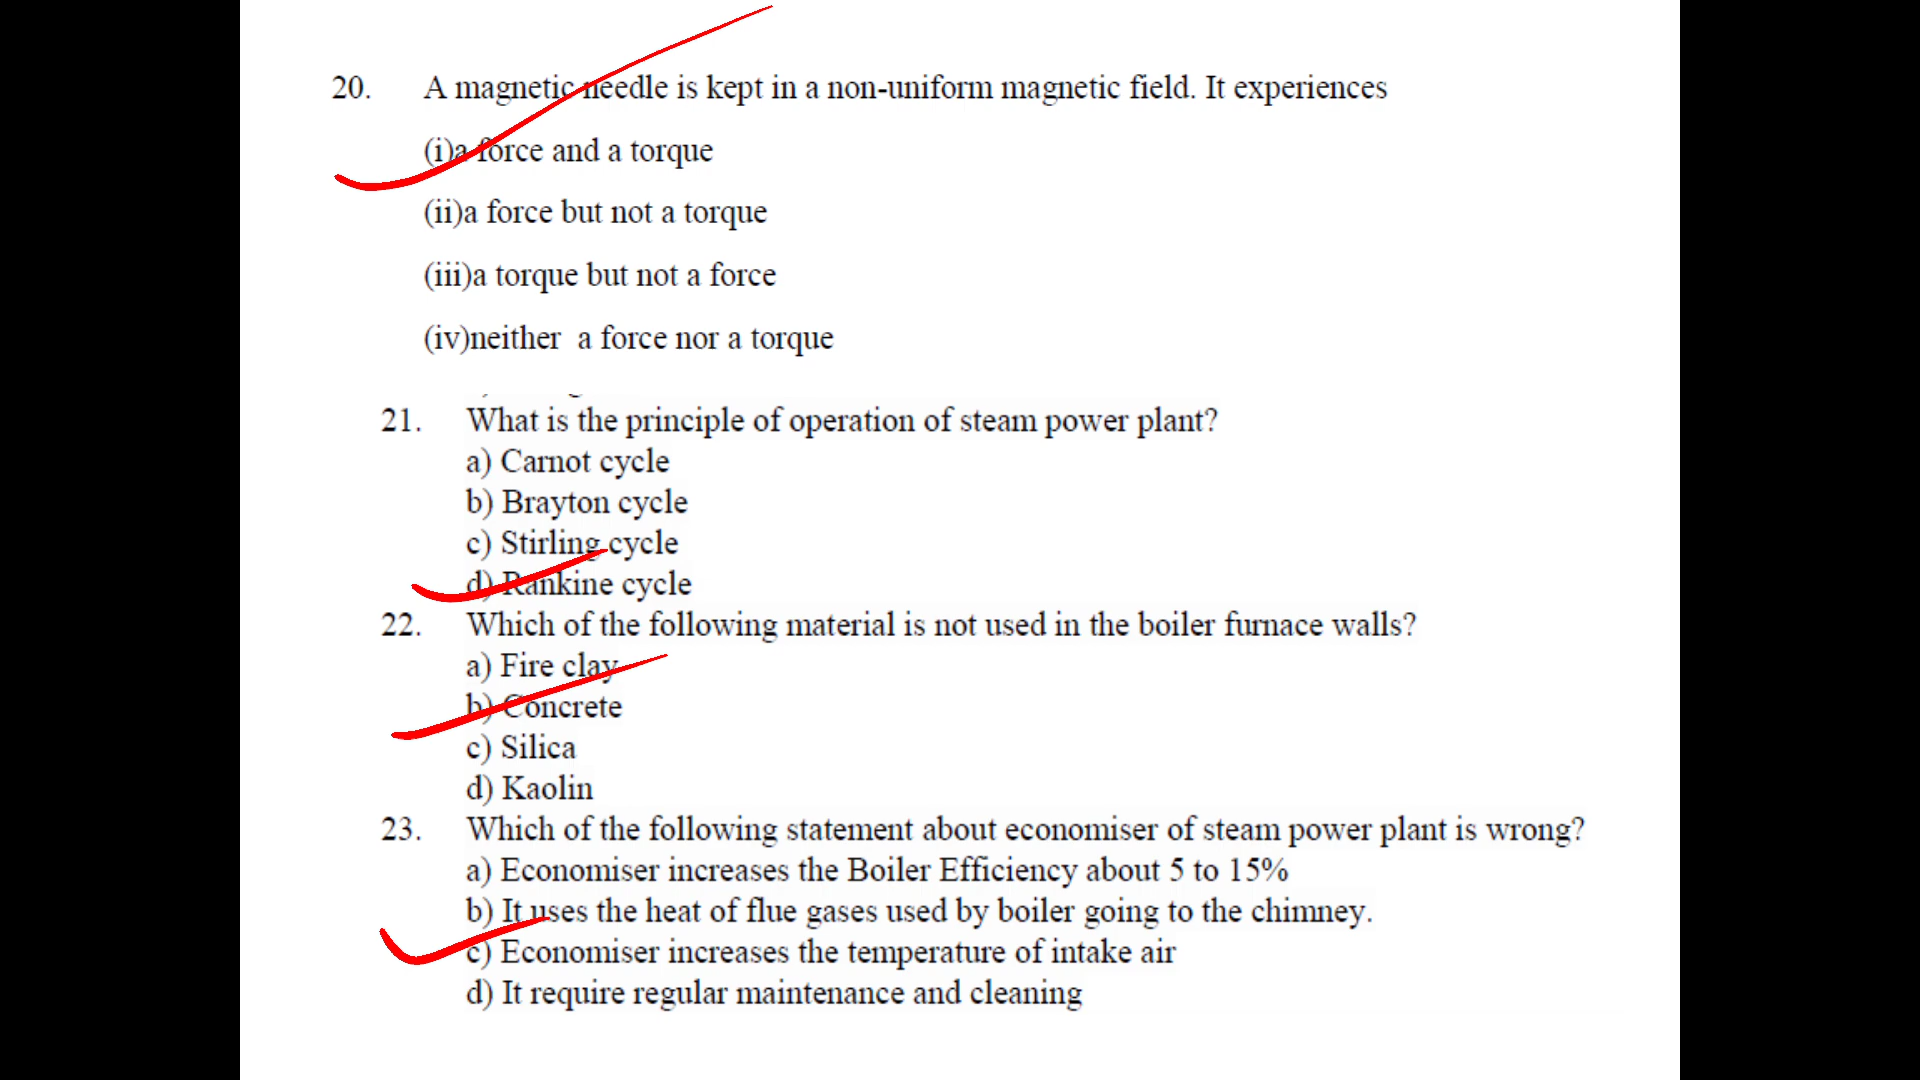 20. A magnetic needle is kept in a non-uniform magnetic field. It experiences
(i)a force and a torque
(ii)a force but not a torque
(iii)a torque but not a force
(iv)neither a force nor a torque
21. What is the principle of operation of steam power plant?
a) Carnot cycle
b) Brayton cycle
c) Stirling cycle
d) Rankine cycle
22. Which of the following material is not used in the boiler furnace walls?
a) Fire clay
b) Concrete
c) Silica
d) Kaolin
23. Which of the following statement about economiser of steam power plant is wrong?
a) Economiser increases the Boiler Efficiency about 5 to 15%
b) It uses the heat of flue gases used by boiler going to the chimney.
c) Economiser increases the temperature of intake air
d) It require regular maintenance and cleaning